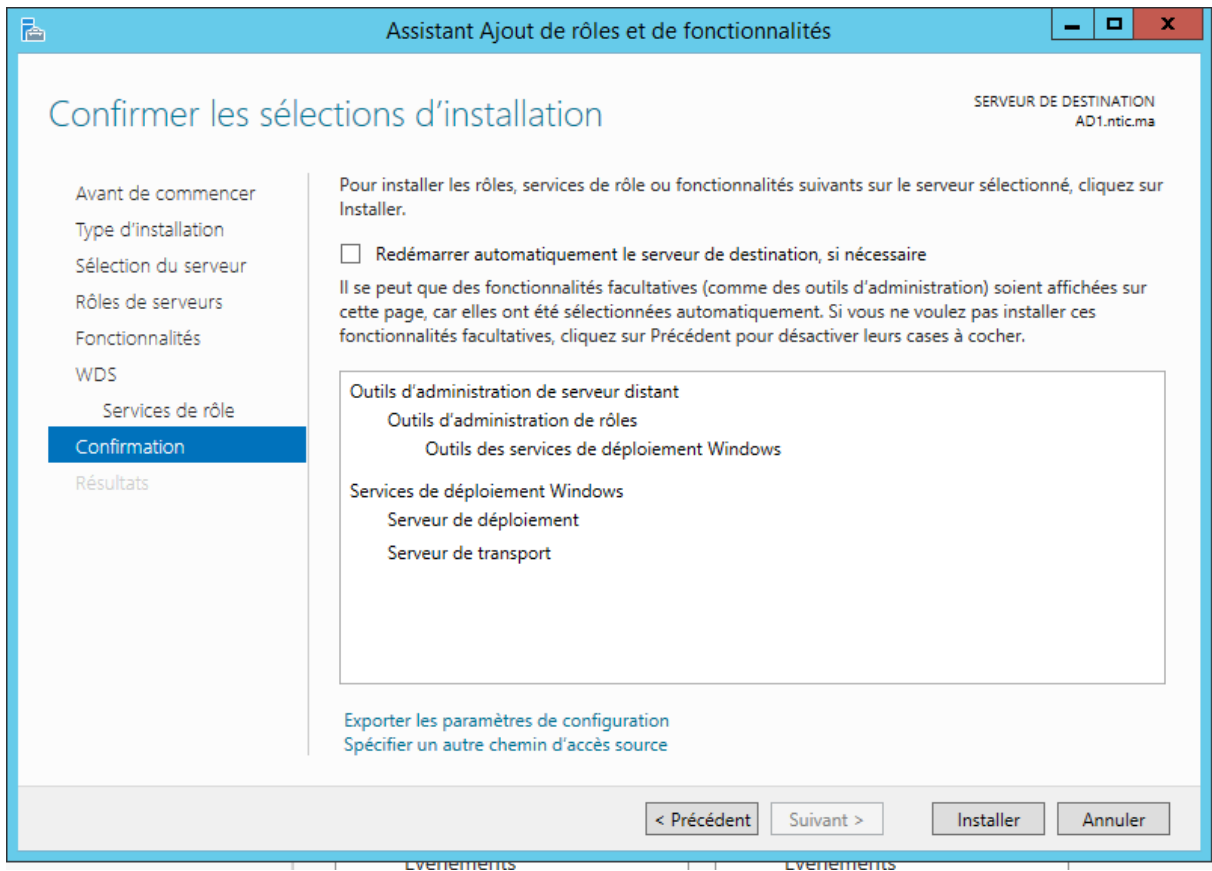 Assistant Ajout de rôles et de fonctionnalités
Confirmer les sélections d'installation
SERVEUR DE DESTINATION
AD1.ntic.ma
Avant de commencer
Type d'installation
Sélection du serveur
Rôles de serveurs
Fonctionnalités
WDS
Services de rôle
Confirmation
Résultats
Pour installer les rôles, services de rôle ou fonctionnalités suivants sur le serveur sélectionné, cliquez sur
Installer.
Redémarrer automatiquement le serveur de destination, si nécessaire
Il se peut que des fonctionnalités facultatives (comme des outils d'administration) soient affichées sur
cette page, car elles ont été sélectionnées automatiquement. Si vous ne voulez pas installer ces
fonctionnalités facultatives, cliquez sur Précédent pour désactiver leurs cases à cocher.
Outils d'administration de serveur distant
Outils d'administration de rôles
Outils des services de déploiement Windows
Services de déploiement Windows
Serveur de déploiement
Serveur de transport
Exporter les paramètres de configuration
Spécifier un autre chemin d'accès source
< Précédent
Suivant >
Installer
Annuler
Événements
Événements